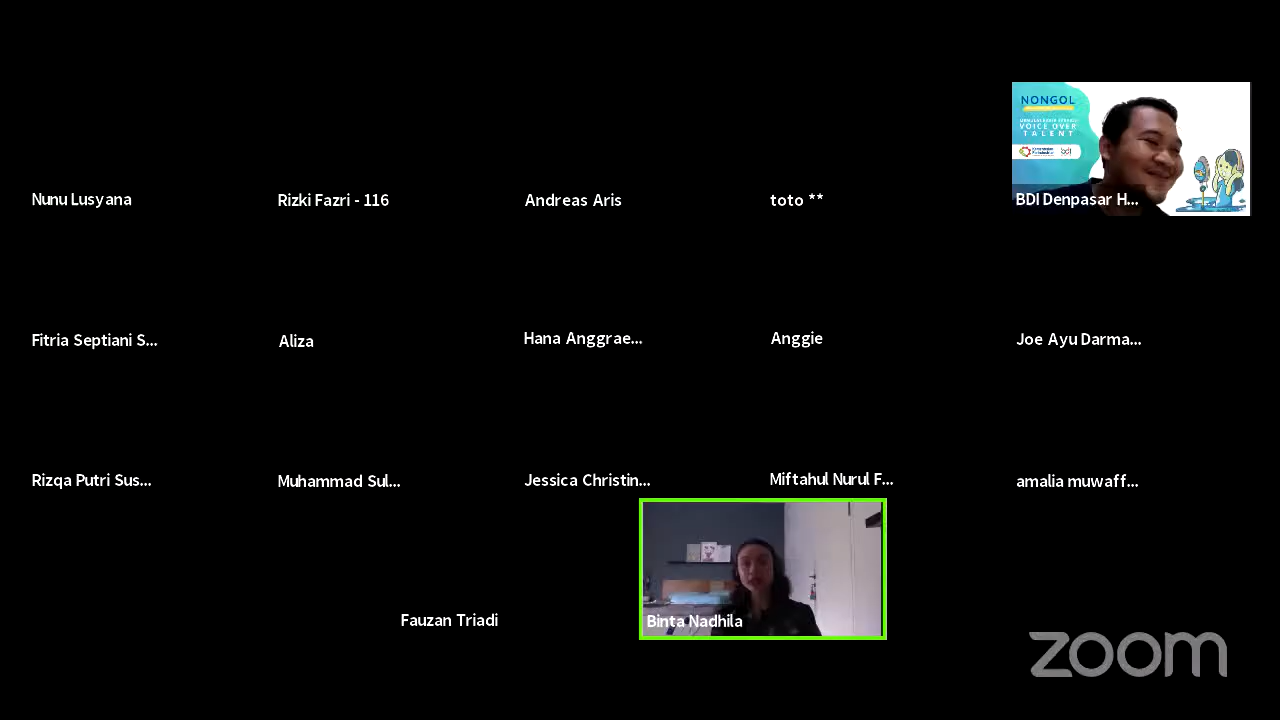 NONGOL
VOICE OVER
TALENT
bdi
Nunu Lusyana
Rizki Fazri - 116
Andreas Aris
toto **
BDI Denpasar H...
Fitria Septiani S...
Aliza
Hana Anggrae...
Anggie
Joe Ayu Darma...
Rizqa Putri Sus...
Muhammad Sul...
Jessica Christin...
Miftahul Nurul F...
amalia muwaff...
Fauzan Triadi
Binta Nadhila
zoom